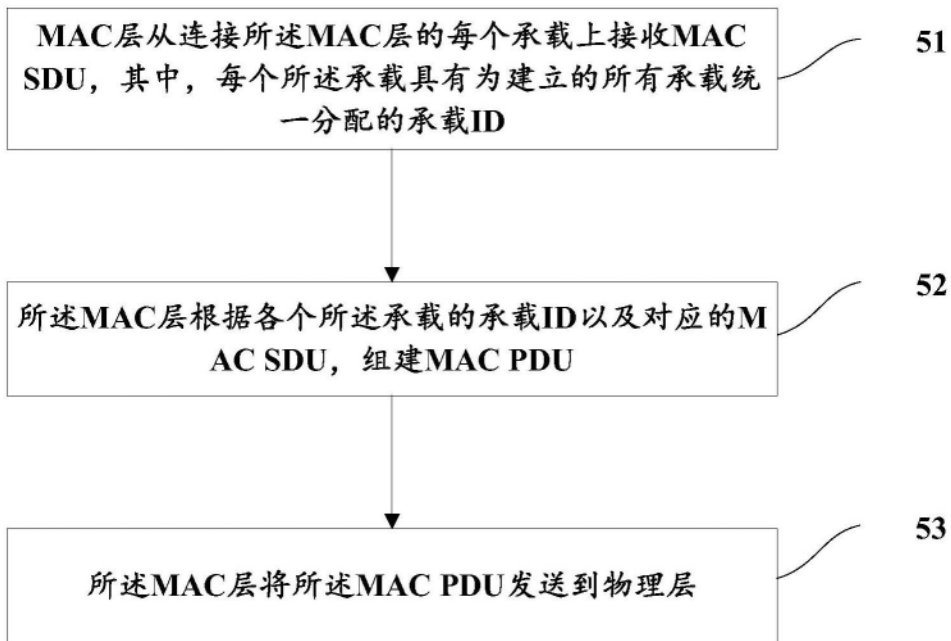 MAC层从连接所述MAC层的每个承载上接收MAC
SDU，其中，每个所述承载具有为建立的所有承载统
一分配的承载ID
51
所述MAC层根据各个所述承载的承载ID以及对应的M
AC SDU，组建MAC PDU
52
所述MAC层将所述MAC PDU发送到物理层
53